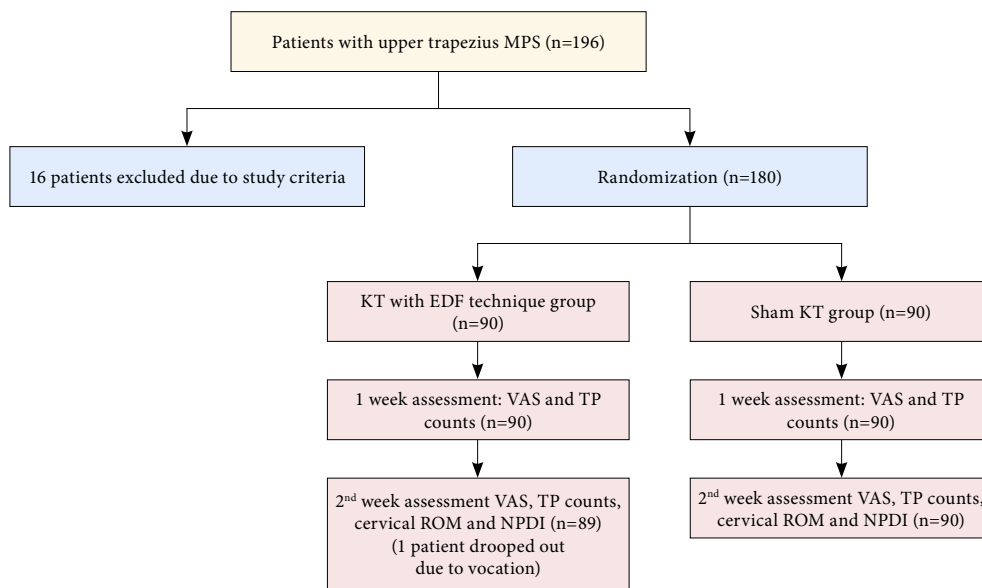 Patients with upper trapezius MPS (n=196)
16 patients excluded due to study criteria
Randomization (n=180)
KT with EDF technique group
(n=90)
Sham KT group (n=90)
1 week assessment: VAS and TP
counts (n=90)
1 week assessment: VAS and TP
counts (n=90)
2nd week assessment VAS, TP counts,
cervical ROM and NPDI (n=89)
(1 patient drooped out
due to vocation)
2nd week assessment VAS, TP counts,
cervical ROM and NPDI (n=90)